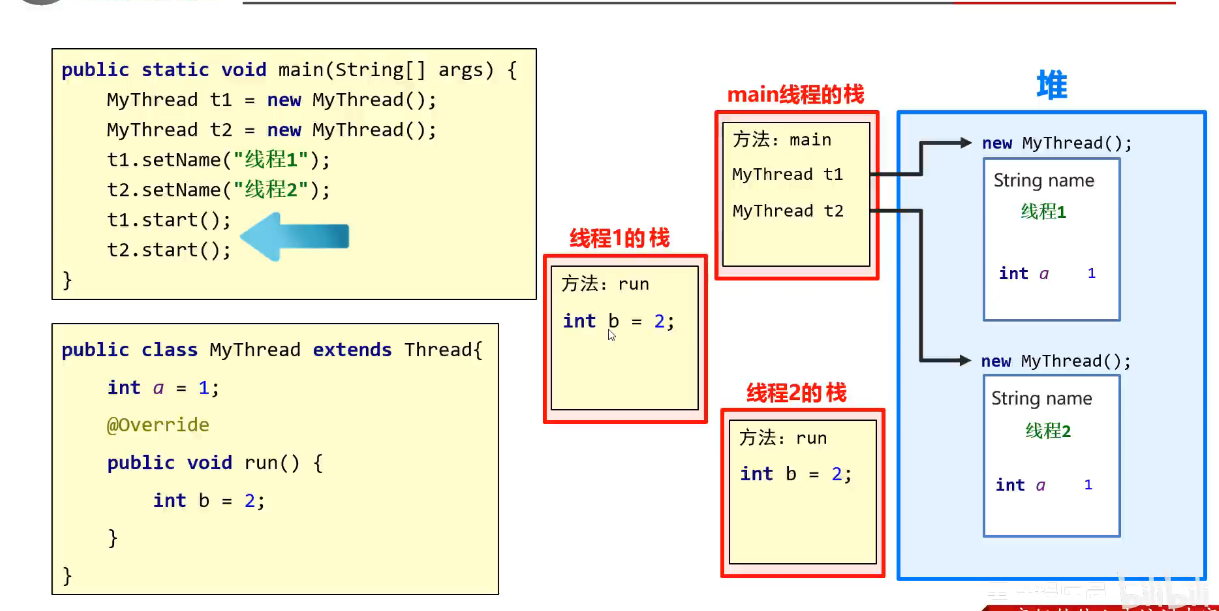 public static void main(String[] args) {
MyThread t1 = new MyThread();
MyThread t2 = new MyThread();
t1.setName("线程1");
t2.setName("线程2");
t1.start();
t2.start();
}
public class MyThread extends Thread{
int a = 1;
@Override
public void run() {
int b = 2;
}
}
线程1的栈
方法：run
int b = 2;
main线程的栈
方法：main
MyThread t1
MyThread t2
线程2的栈
方法：run
int b = 2;
堆
new MyThread();
String name
线程1
int a 1
new MyThread();
String name
线程2
int a 1
bilibili